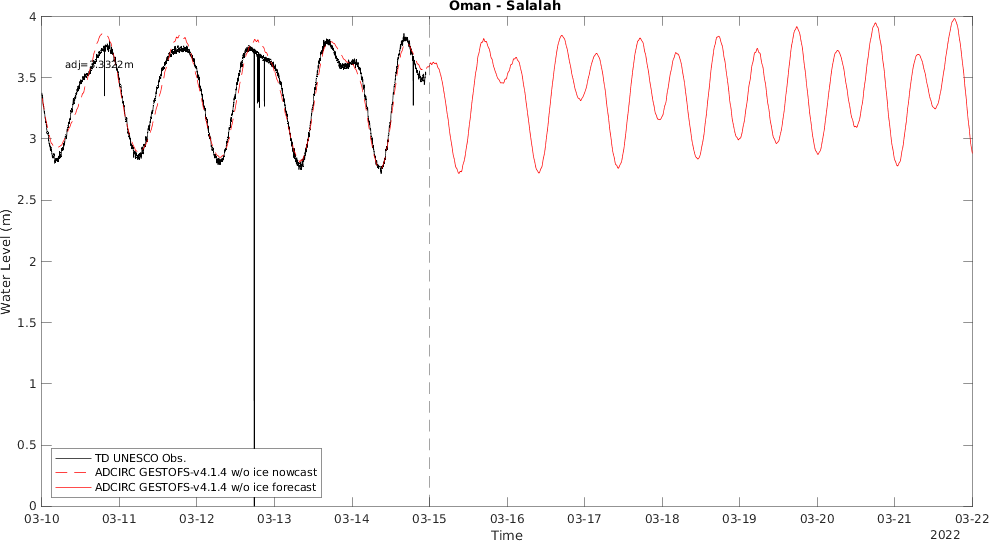 Oman - Salalah
4
3.5
3
2.5
2
1.5
1
0.5
0
Water Level (m)
adj=3.3322m
TD UNESCO Obs.
ADCIRC GESTOFS-v4.1.4 w/o ice nowcast
ADCIRC GESTOFS-v4.1.4 w/o ice forecast
03-10 03-11 03-12 03-13 03-14 03-15 03-16 03-17 03-18 03-19 03-20 03-21 03-22
Time
2022